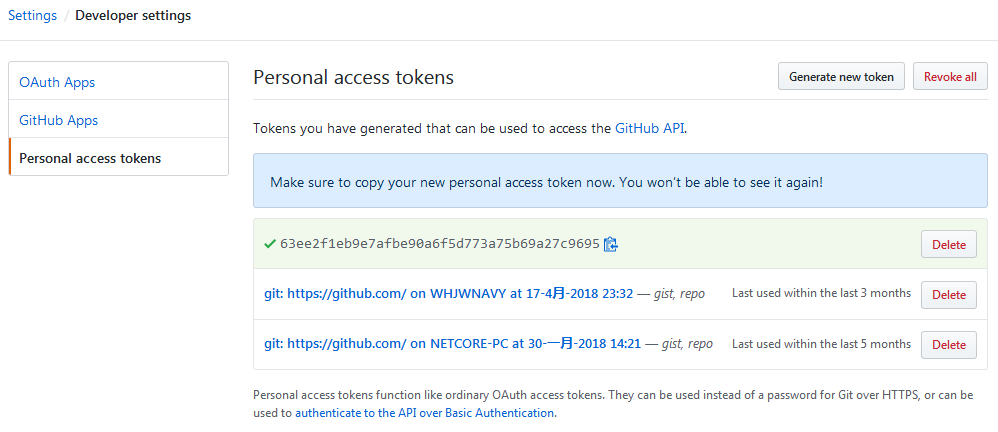 Settings / Developer settings
OAuth Apps
GitHub Apps
Personal access tokens
Personal access tokens
Generate new token
Revoke all
Tokens you have generated that can be used to access the GitHub API.
Make sure to copy your new personal access token now. You won't be able to see it again!
63ee2f1eb9e7afbe90a6f5d773a75b69a27c9695
Delete
git: https://github.com/ on WHJWNAVY at 17-4月-2018 23:32 — gist, repo
Last used within the last 3 months
Delete
git: https://github.com/ on NETCORE-PC at 30-一月-2018 14:21 — gist, repo
Last used within the last 5 months
Delete
Personal access tokens function like ordinary OAuth access tokens. They can be used instead of a password for Git over HTTPS, or can be
used to authenticate to the API over Basic Authentication.